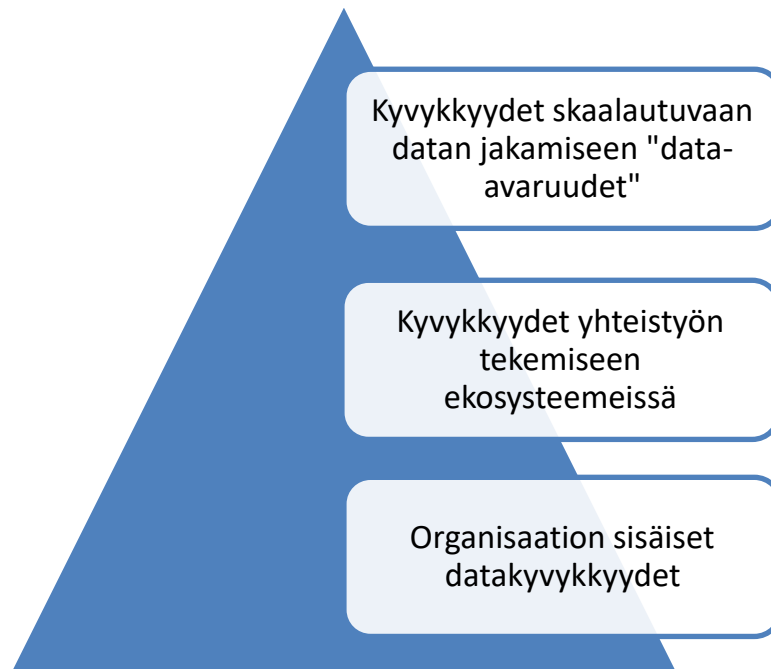 Kyvykkyydet skaalautuvaan
datan jakamiseen "data-
avaruudet"
Kyvykkyydet yhteistyön
tekemiseen
ekosysteemeissä
Organisaation sisäiset
datakyvykkyydet